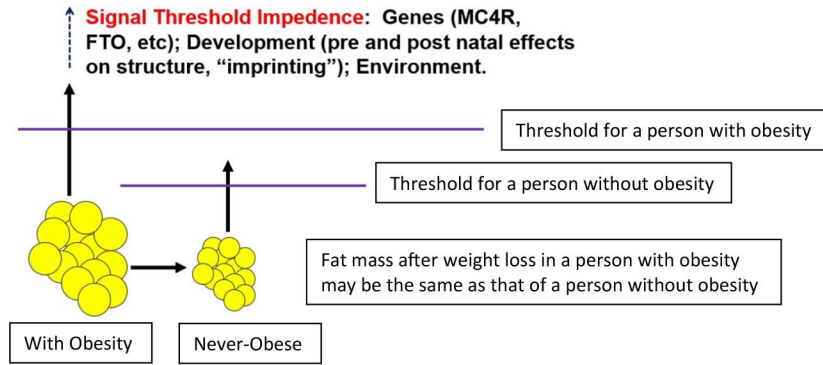 Signal Threshold Impedence: Genes (MC4R,
FTO, etc); Development (pre and post natal effects
on structure, “imprinting”); Environment.
Threshold for a person with obesity
Threshold for a person without obesity
Fat mass after weight loss in a person with obesity
may be the same as that of a person without obesity
With Obesity
Never-Obese